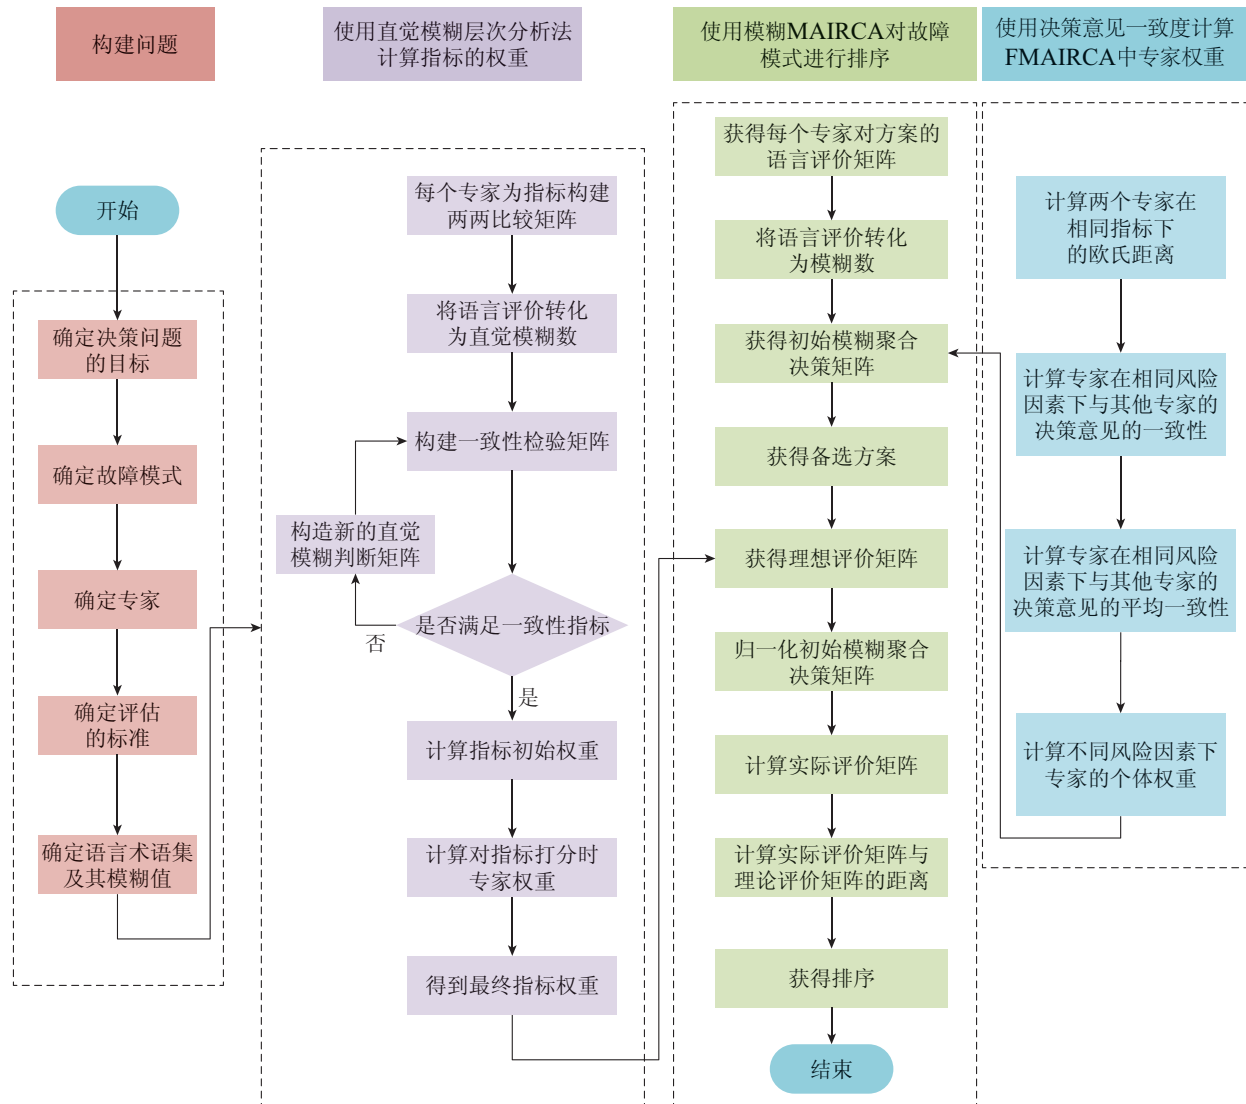 构建问题
使用直觉模糊层次分析法
计算指标的权重
使用模糊MAIRCA对故障
模式进行排序
使用决策意见一致度计算
FMAIRCA中专家权重
开始
确定决策问题
的目标
确定故障模式
确定专家
确定评估
的标准
确定语言术语集
及其模糊值
每个专家为指标构建
两两比较矩阵
将语言评价转化
为直觉模糊数
构建一致性检验矩阵
构造新的直觉
模糊判断矩阵
是否满足一致性指标
否
是
计算指标初始权重
计算对指标打分时
专家权重
得到最终指标权重
获得每个专家对方案的
语言评价矩阵
将语言评价转化
为模糊数
获得初始模糊聚合
决策矩阵
获得备选方案
获得理想评价矩阵
归一化初始模糊聚合
决策矩阵
计算实际评价矩阵
计算实际评价矩阵与
理论评价矩阵的距离
获得排序
结束
计算两个专家在
相同指标下
的欧氏距离
计算专家在相同风险
因素下与其他专家的
决策意见的一致性
计算专家在相同风险
因素下与其他专家的
决策意见的平均一致性
计算不同风险因素下
专家的个体权重